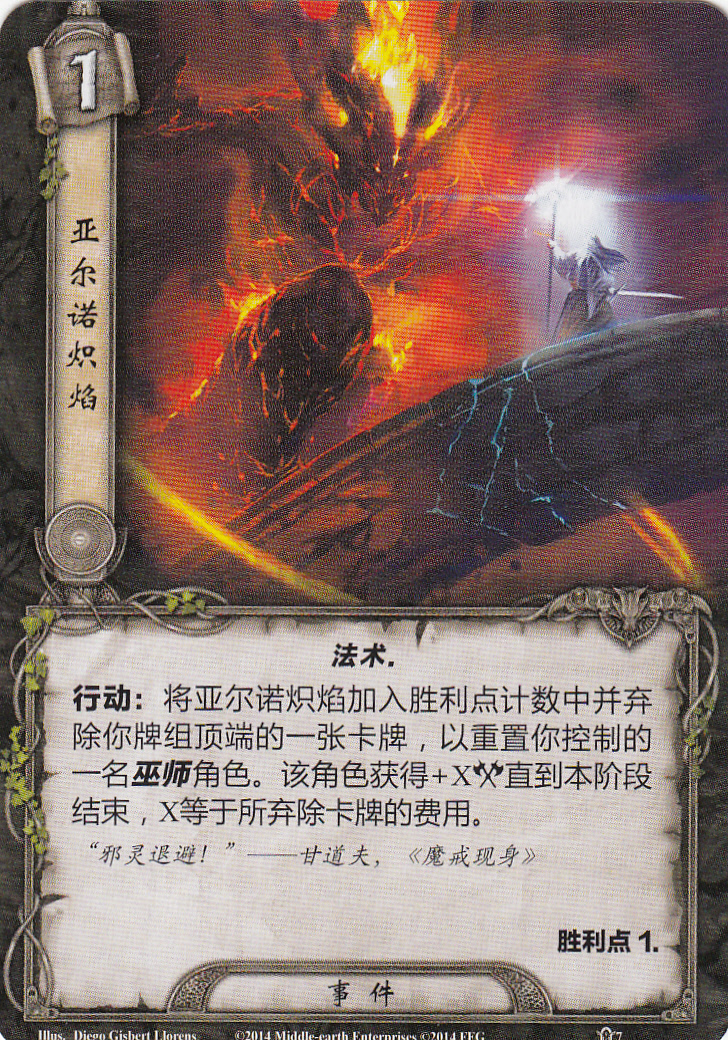 1
亚尔诺炽焰
法术.
行动：将亚尔诺炽焰加入胜利点计数中并弃
除你牌组顶端的一张卡牌，以重置你控制的
一名巫师角色。该角色获得+X直到本阶段
结束，X等于所弃除卡牌的费用。
“邪灵退避！”——甘道夫，《魔戒现身》
胜利点 1.
事件
Illus. Diego Gisbert Llorens ©2014 Middle-earth Enterprises ©2014 FFG